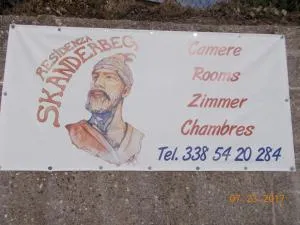 RESIDENZA
SKANDERBEG
Camere
Rooms
Zimmer
Chambres
Tel. 338 54 20 284
07-23-2017